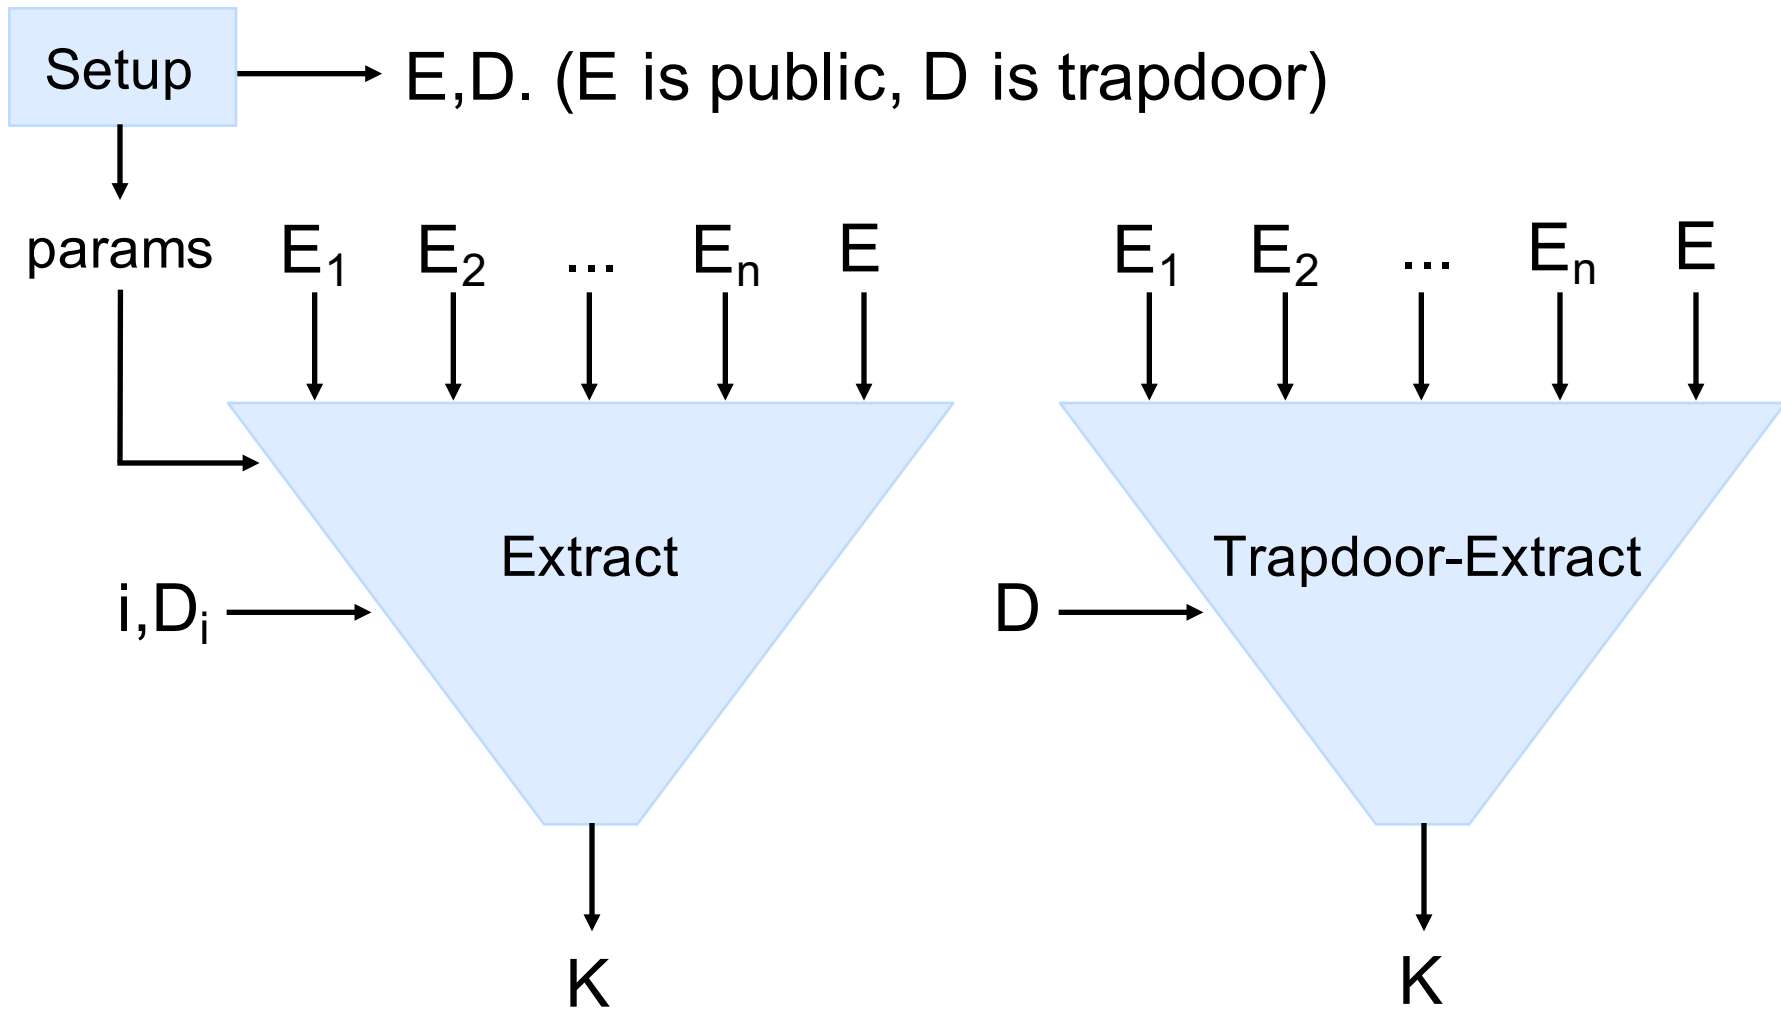 Setup
E,D. (E is public, D is trapdoor)
params
E₁ E₂ ... Eₙ E
E₁ E₂ ... Eₙ E
Extract
Trapdoor-Extract
i,Dᵢ
D
K
K